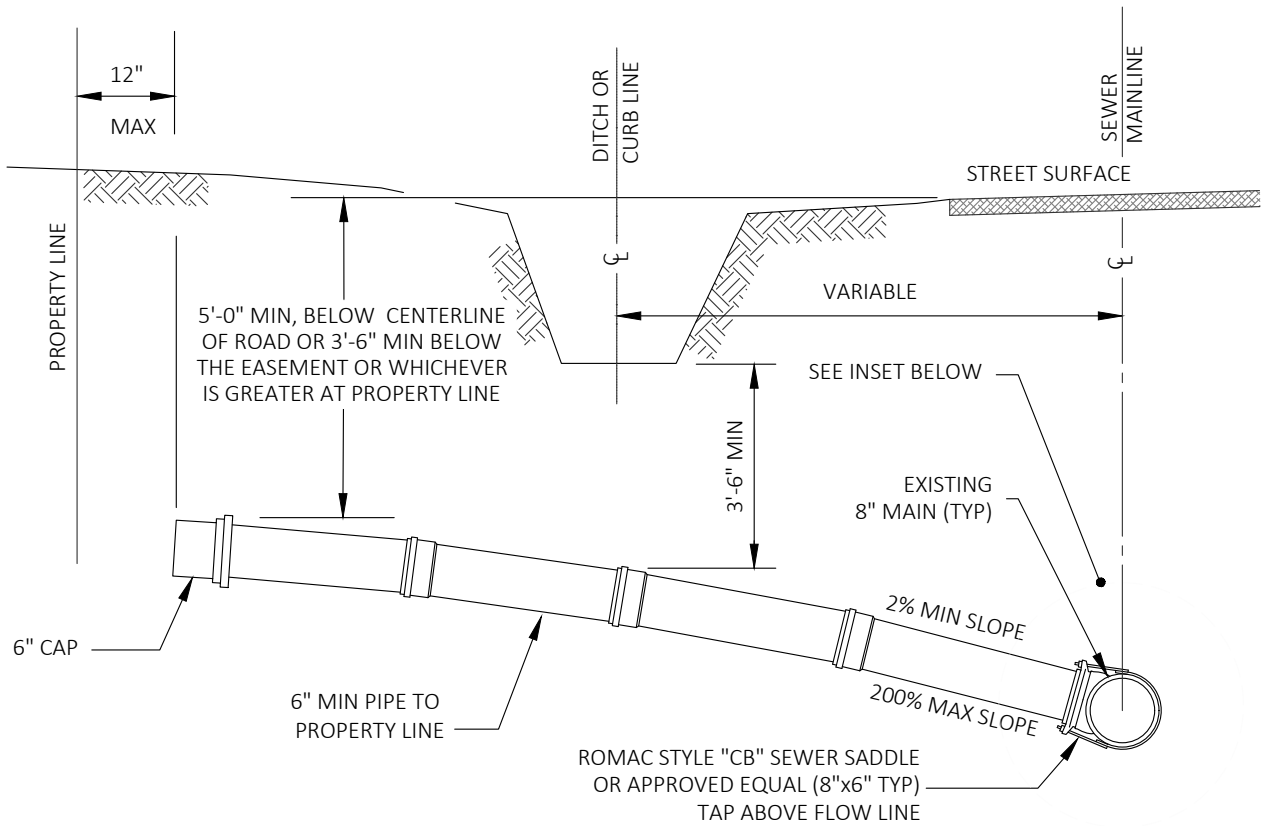 12"
MAX
PROPERTY LINE
DITCH OR
CURB LINE
SEWER
MAINLINE
STREET SURFACE
CL
CL
VARIABLE
5'-0" MIN, BELOW CENTERLINE
OF ROAD OR 3'-6" MIN BELOW
THE EASEMENT OR WHICHEVER
IS GREATER AT PROPERTY LINE
SEE INSET BELOW
3'-6" MIN
EXISTING
8" MAIN (TYP)
2% MIN SLOPE
6" CAP
200% MAX SLOPE
6" MIN PIPE TO
PROPERTY LINE
ROMAC STYLE "CB" SEWER SADDLE
OR APPROVED EQUAL (8"x6" TYP)
TAP ABOVE FLOW LINE